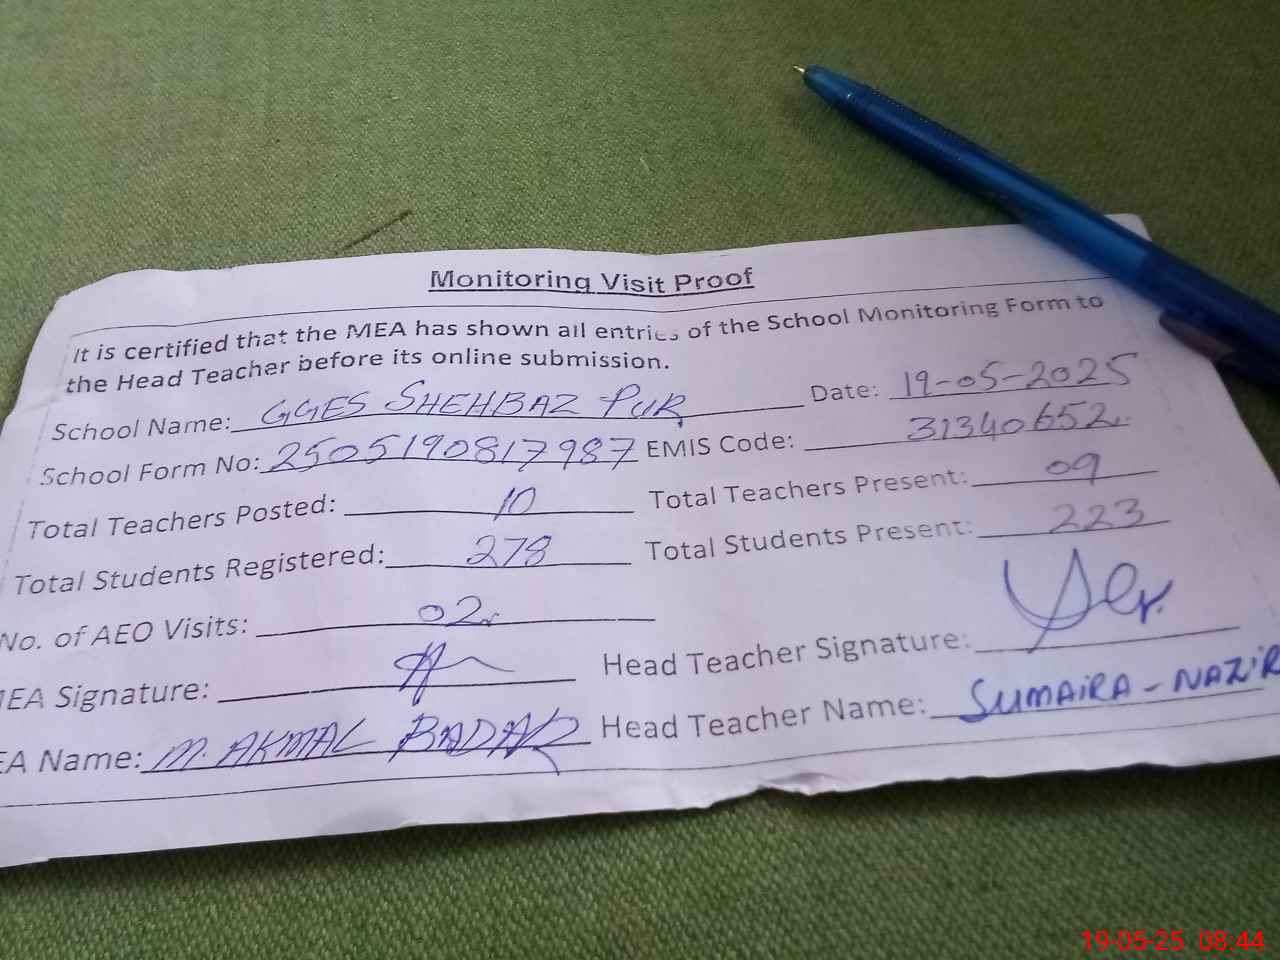 Monitoring Visit Proof
It is certified that the MEA has shown all entries of the School Monitoring Form to
the Head Teacher before its online submission.
School Name: GGES SHEHBAZ PUR Date: 19-05-2025
School Form No: 2505190817987 EMIS Code: 31340652
Total Teachers Posted: 10 Total Teachers Present: 09
Total Students Registered: 278 Total Students Present: 223
No. of AEO Visits: 02
MEA Signature: Head Teacher Signature:
EA Name: M. AKMAL BADAR Head Teacher Name: SUMAIRA - NAZIR
19-05-25 08:44